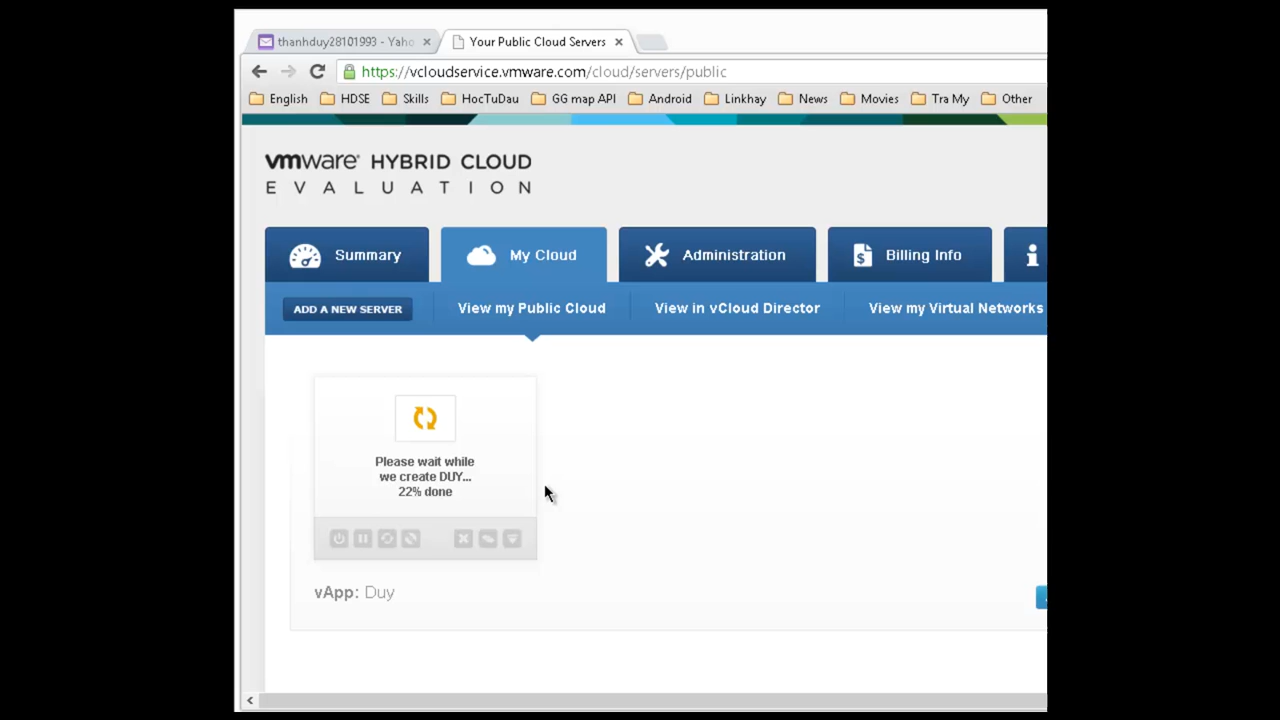 thanhduy28101993 - Yaho
Your Public Cloud Servers
https://vcloudservice.vmware.com/cloud/servers/public
English HDSE Skills HocTuDau GG map API Android Linkhay News Movies Tra My Other
vmware® HYBRID CLOUD
EVALUATION
Summary My Cloud Administration Billing Info
ADD A NEW SERVER View my Public Cloud View in vCloud Director View my Virtual Networks
Please wait while
we create DUY...
22% done
vApp: Duy